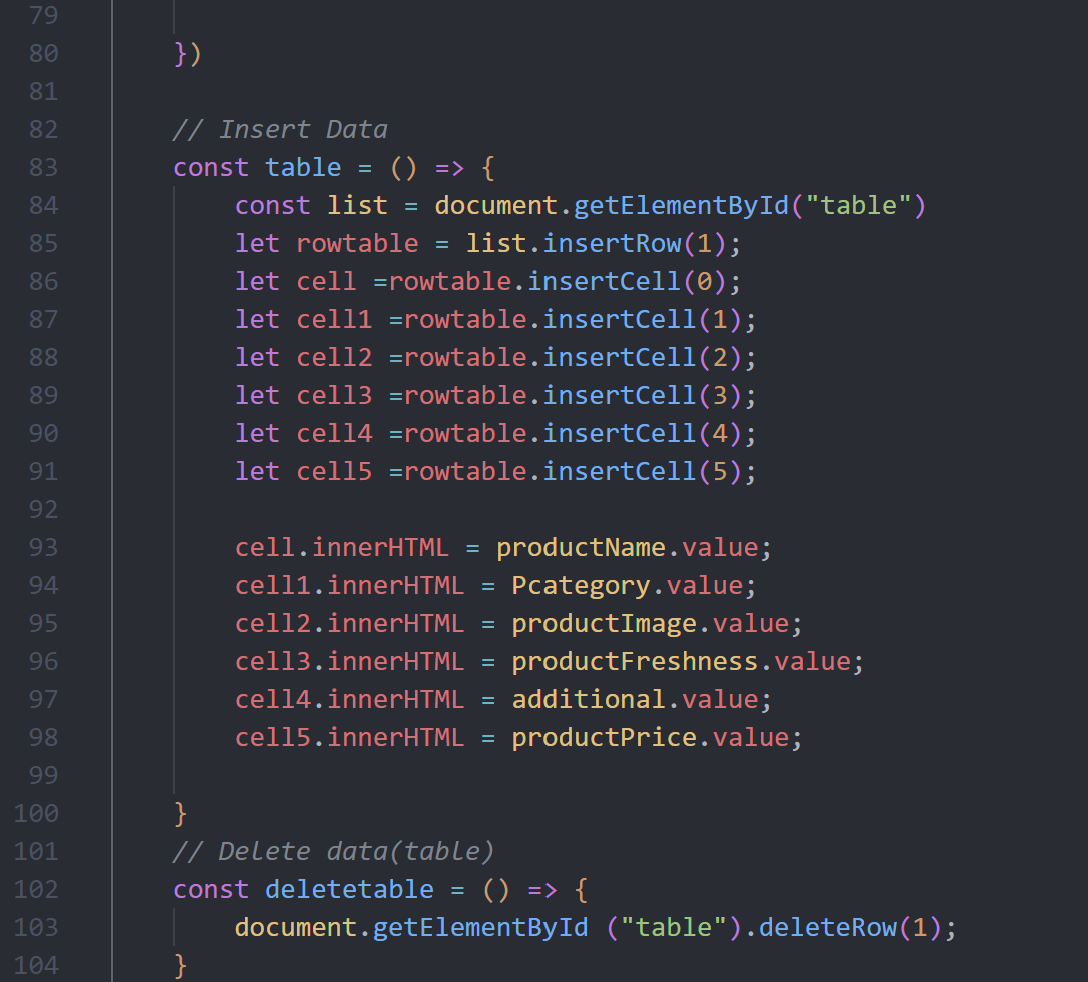 79
80 })
81
82 // Insert Data
83 const table = () => {
84 const list = document.getElementById("table")
85 let rowtable = list.insertRow(1);
86 let cell =rowtable.insertCell(0);
87 let cell1 =rowtable.insertCell(1);
88 let cell2 =rowtable.insertCell(2);
89 let cell3 =rowtable.insertCell(3);
90 let cell4 =rowtable.insertCell(4);
91 let cell5 =rowtable.insertCell(5);
92
93 cell.innerHTML = productName.value;
94 cell1.innerHTML = Pcategory.value;
95 cell2.innerHTML = productImage.value;
96 cell3.innerHTML = productFreshness.value;
97 cell4.innerHTML = additional.value;
98 cell5.innerHTML = productPrice.value;
99
100 }
101 // Delete data(table)
102 const deletetable = () => {
103 document.getElementById ("table").deleteRow(1);
104 }